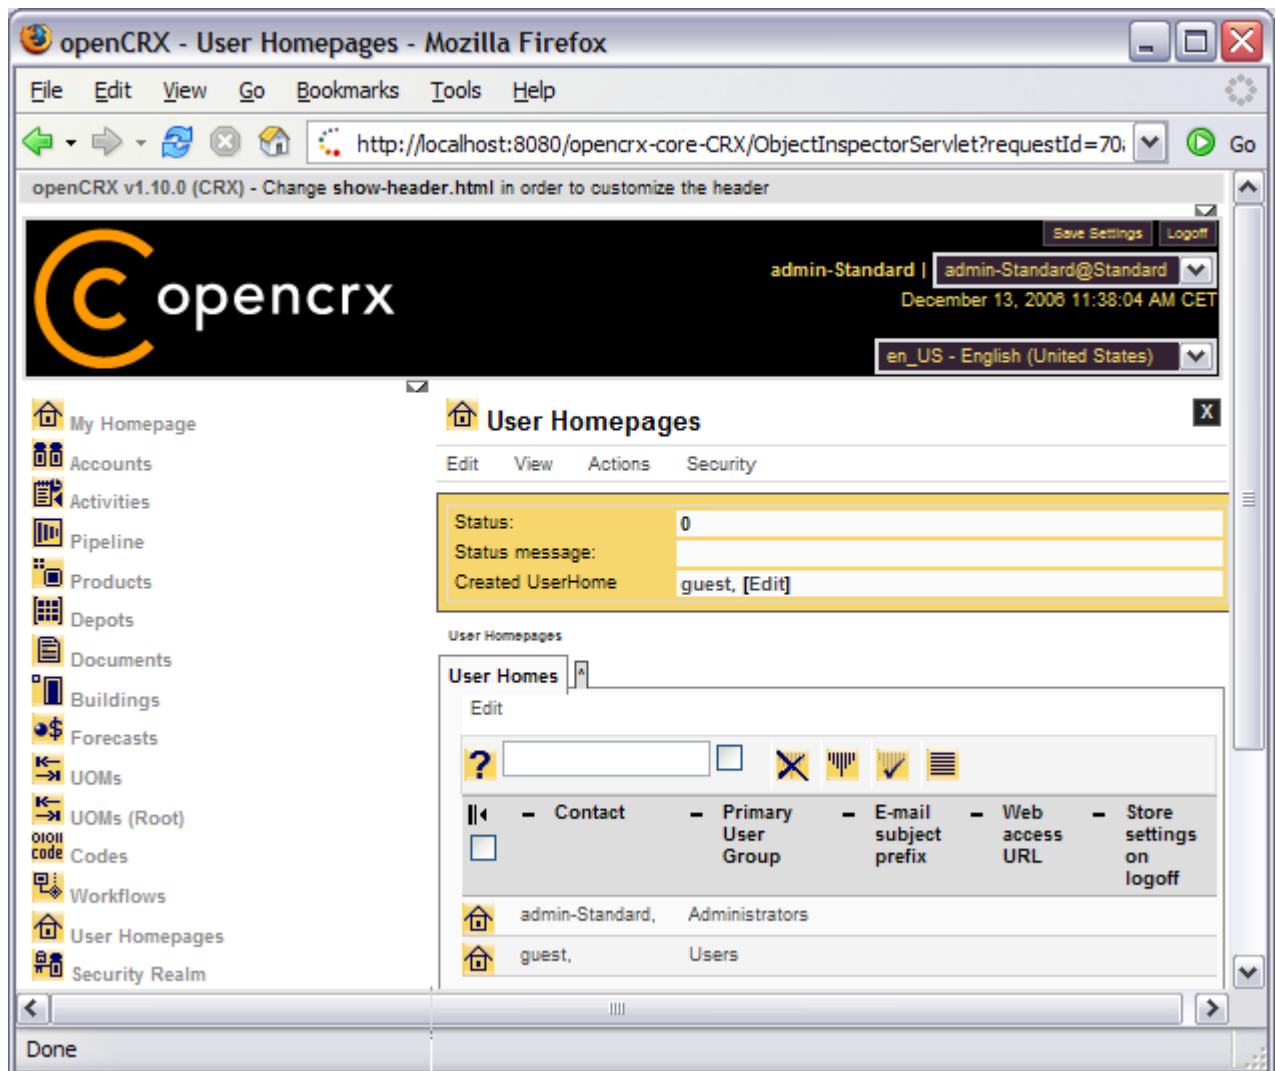 openCRX - User Homepages - Mozilla Firefox
File Edit View Go Bookmarks Tools Help
http://localhost:8080/opencrx-core-CRX/ObjectInspectorServlet?requestId=70 Go
openCRX v1.10.0 (CRX) - Change show-header.html in order to customize the header
Save Settings Logoff
admin-Standard | admin-Standard@Standard
December 13, 2006 11:38:04 AM CET
opencrx
en_US - English (United States)
My Homepage
Accounts
Activities
Pipeline
Products
Depots
Documents
Buildings
Forecasts
UOMs
UOMs (Root)
Codes
Workflows
User Homepages
Security Realm
User Homepages X
Edit View Actions Security
Status: 0
Status message:
Created UserHome guest, [Edit]
User Homepages
User Homes ^
Edit
?
Contact Primary E-mail Web Store
User subject access settings
Group prefix URL on
logoff
admin-Standard, Administrators
guest, Users
Done